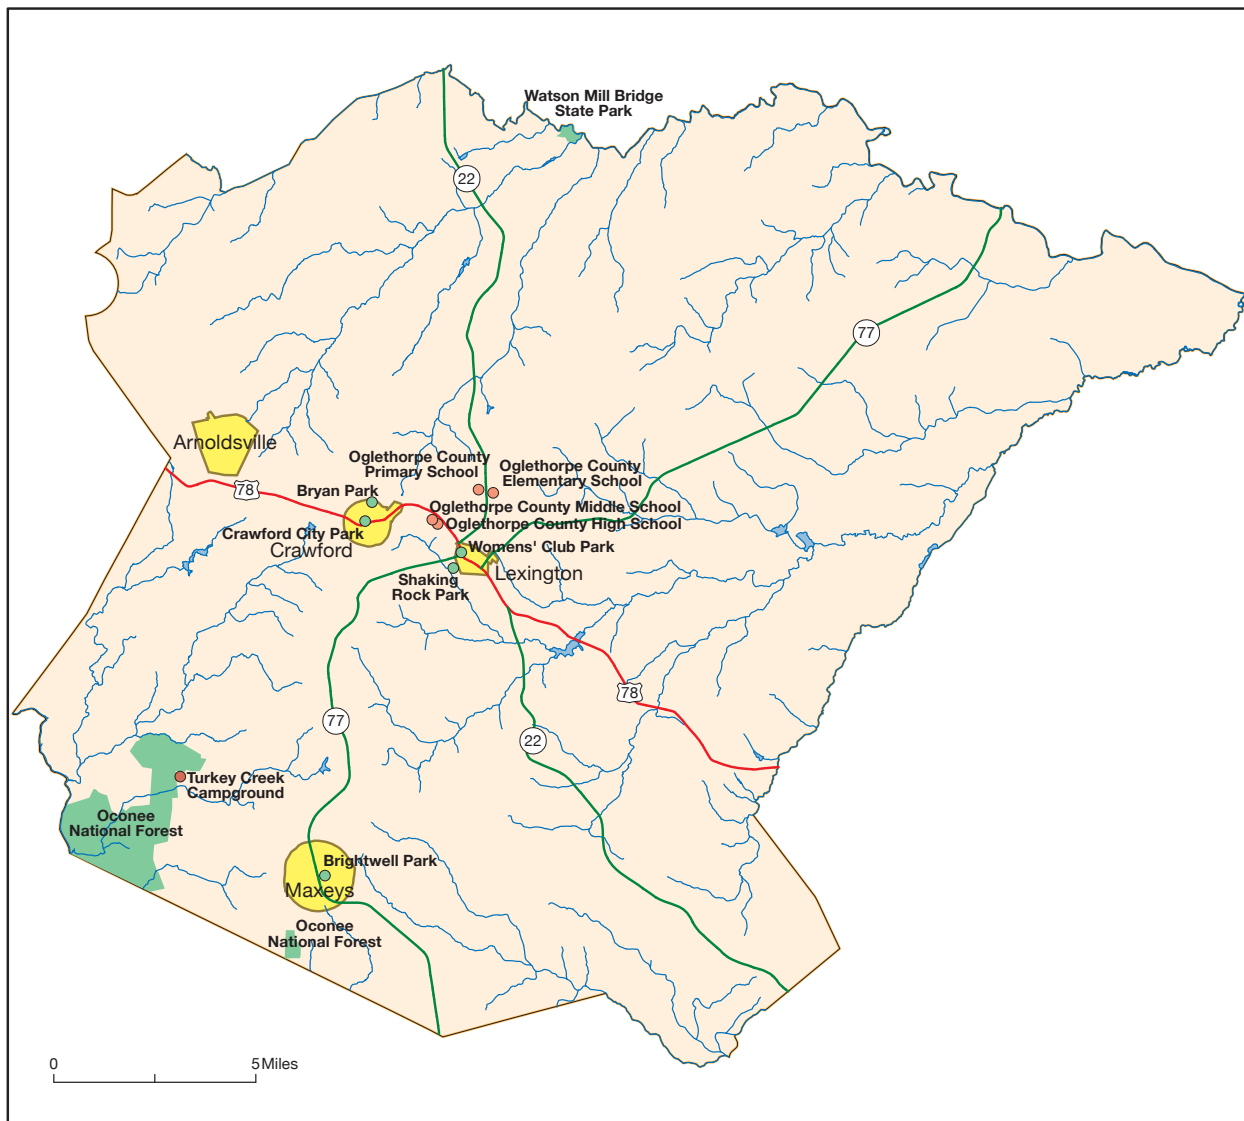 Watson Mill Bridge
State Park
22
77
Arnoldsville
Oglethorpe County
Primary School
Oglethorpe County
Elementary School
78
Bryan Park
Oglethorpe County Middle School
Crawford City Park
Oglethorpe County High School
Crawford
Womens' Club Park
Lexington
Shaking
Rock Park
78
77
22
Turkey Creek
Campground
Oconee
National Forest
Brightwell Park
Maxeys
Oconee
National Forest
0 5 Miles